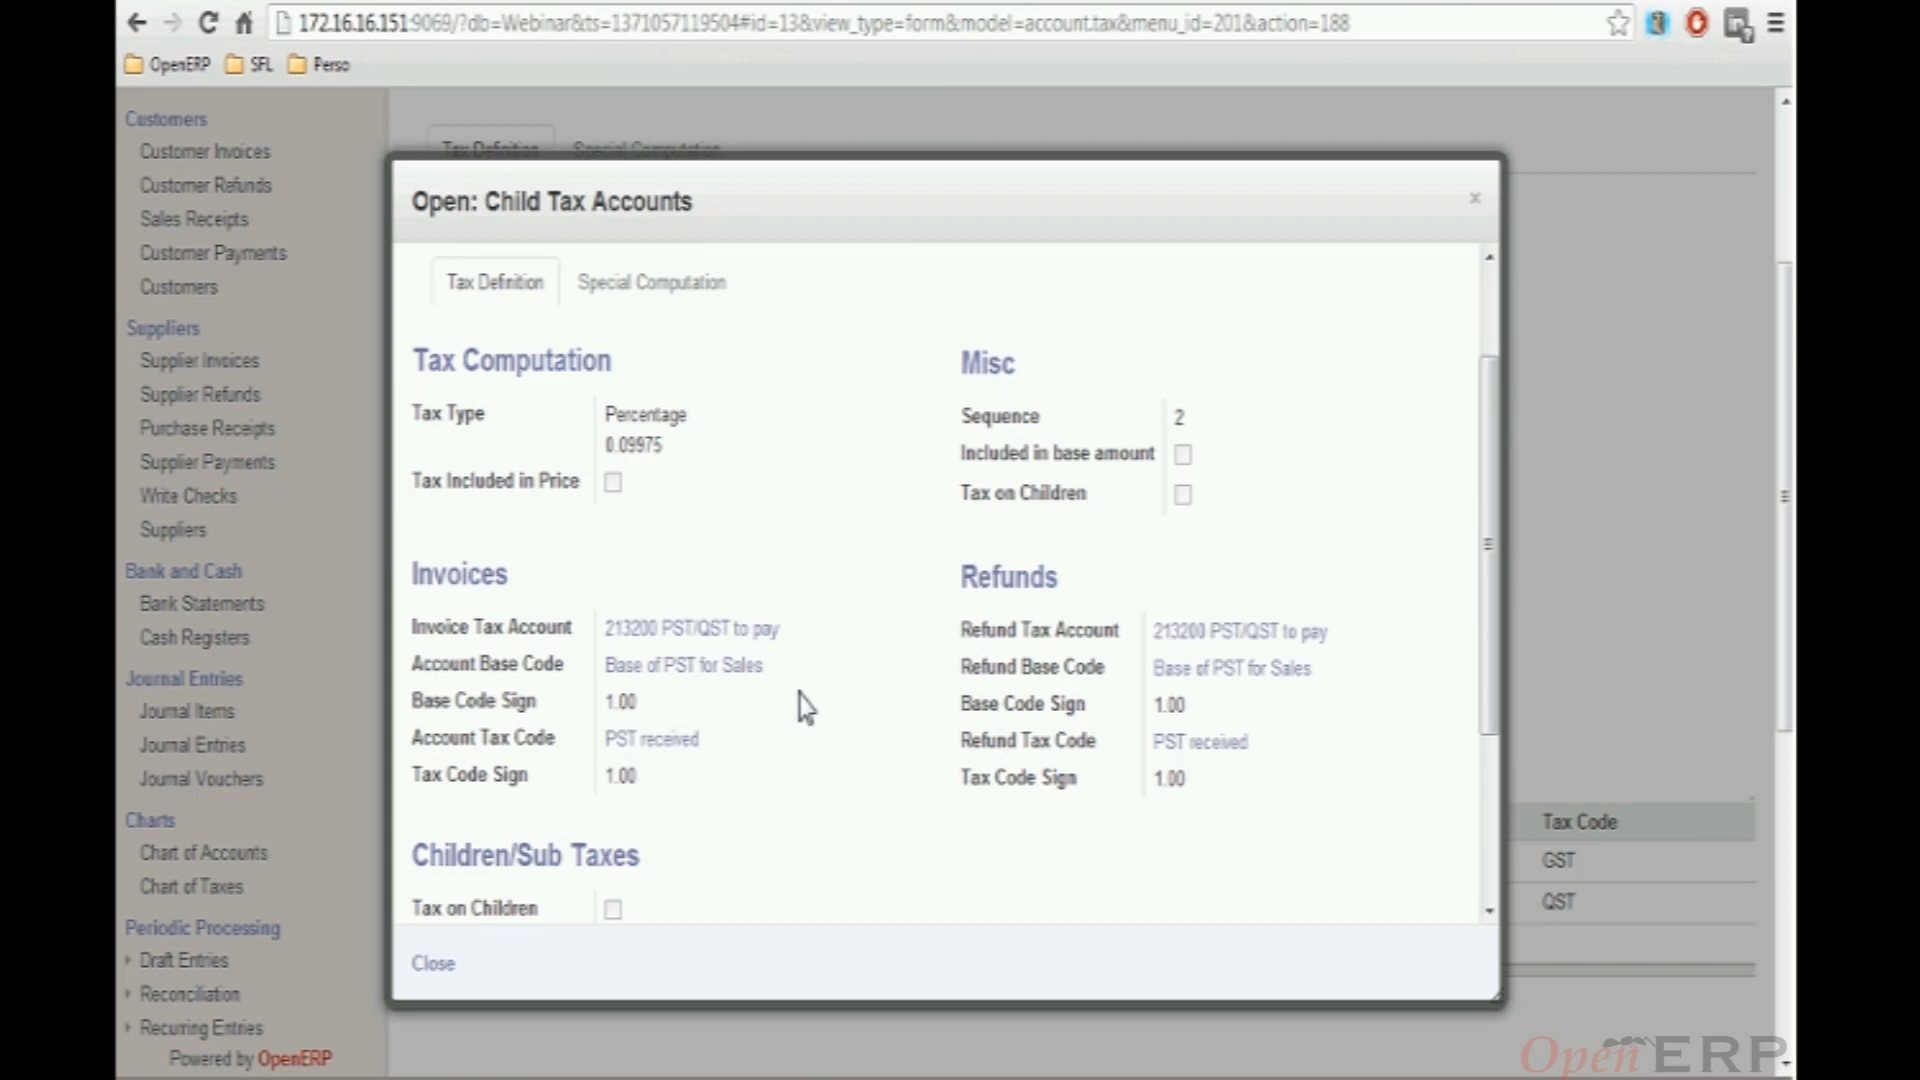 172.16.16.151:9069/?db=Webinar&ts=1371057119504#id=13&view_type=form&model=account.tax&menu_id=201&action=188
OpenERP SFL Perso
Customers
Customer Invoices
Customer Refunds
Sales Receipts
Customer Payments
Customers
Suppliers
Supplier Invoices
Supplier Refunds
Purchase Receipts
Supplier Payments
Write Checks
Suppliers
Bank and Cash
Bank Statements
Cash Registers
Journal Entries
Journal Items
Journal Entries
Journal Vouchers
Charts
Chart of Accounts
Chart of Taxes
Periodic Processing
Draft Entries
Reconciliation
Recurring Entries
Powered by OpenERP
Tax Definition Special Computation
Open: Child Tax Accounts
Tax Definition Special Computation
Tax Computation
Tax Type Percentage
0.09975
Tax Included in Price
Misc
Sequence 2
Included in base amount
Tax on Children
Invoices
Invoice Tax Account 213200 PST/QST to pay
Account Base Code Base of PST for Sales
Base Code Sign 1.00
Account Tax Code PST received
Tax Code Sign 1.00
Refunds
Refund Tax Account 213200 PST/QST to pay
Refund Base Code Base of PST for Sales
Base Code Sign 1.00
Refund Tax Code PST received
Tax Code Sign 1.00
Children/Sub Taxes
Tax on Children
Close
Tax Code
GST
QST
OpenERP